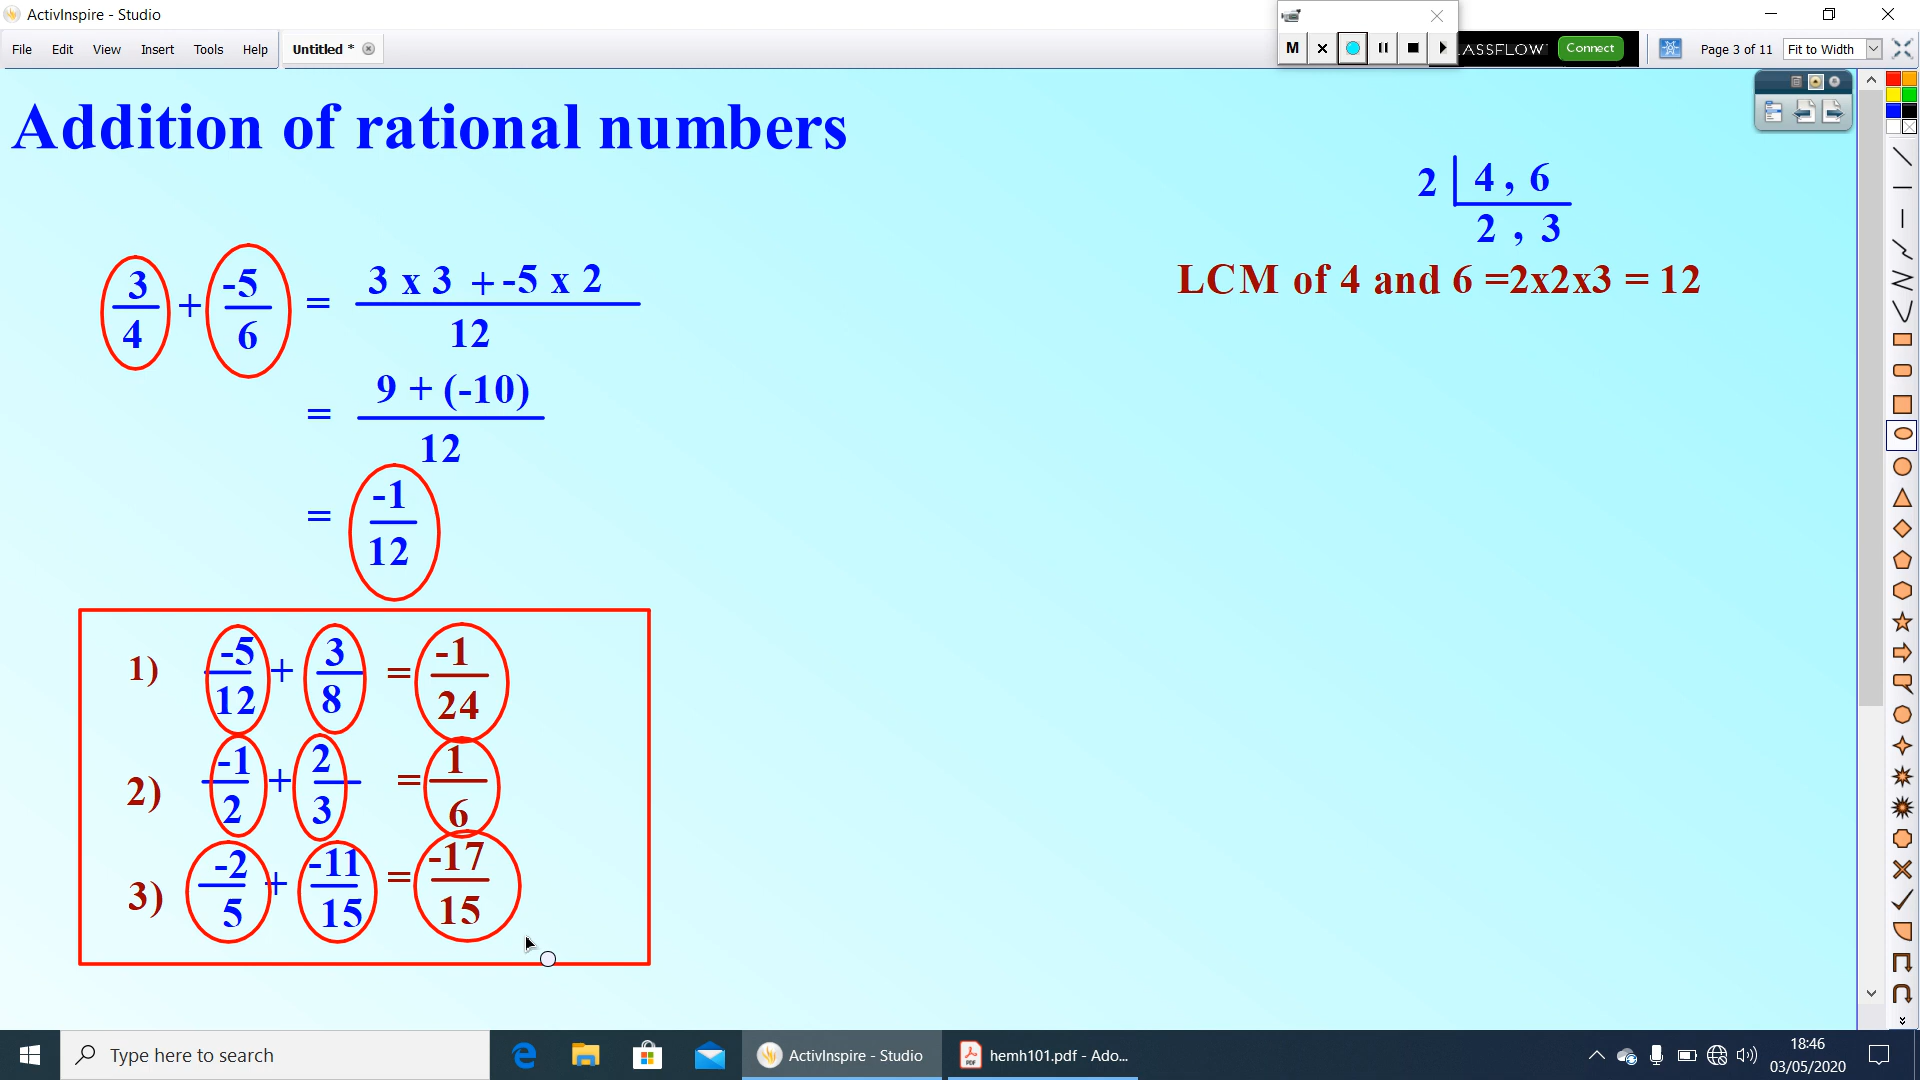 ActivInspire - Studio
File Edit View Insert Tools Help Untitled *
M
ASSFLOW Connect Page 3 of 11 Fit to Width
Addition of rational numbers
2 | 4 , 6
2 , 3
LCM of 4 and 6 =2x2x3 = 12
3/4 + -5/6 = 3 x 3 + -5 x 2 / 12
= 9 + (-10) / 12
= -1/12
1) -5/12 + 3/8 = -1/24
2) -1/2 + 2/3 = 1/6
3) -2/5 + -11/15 = -17/15
Type here to search
ActivInspire - Studio
PDF
hemh101.pdf - Ado...
18:46
03/05/2020